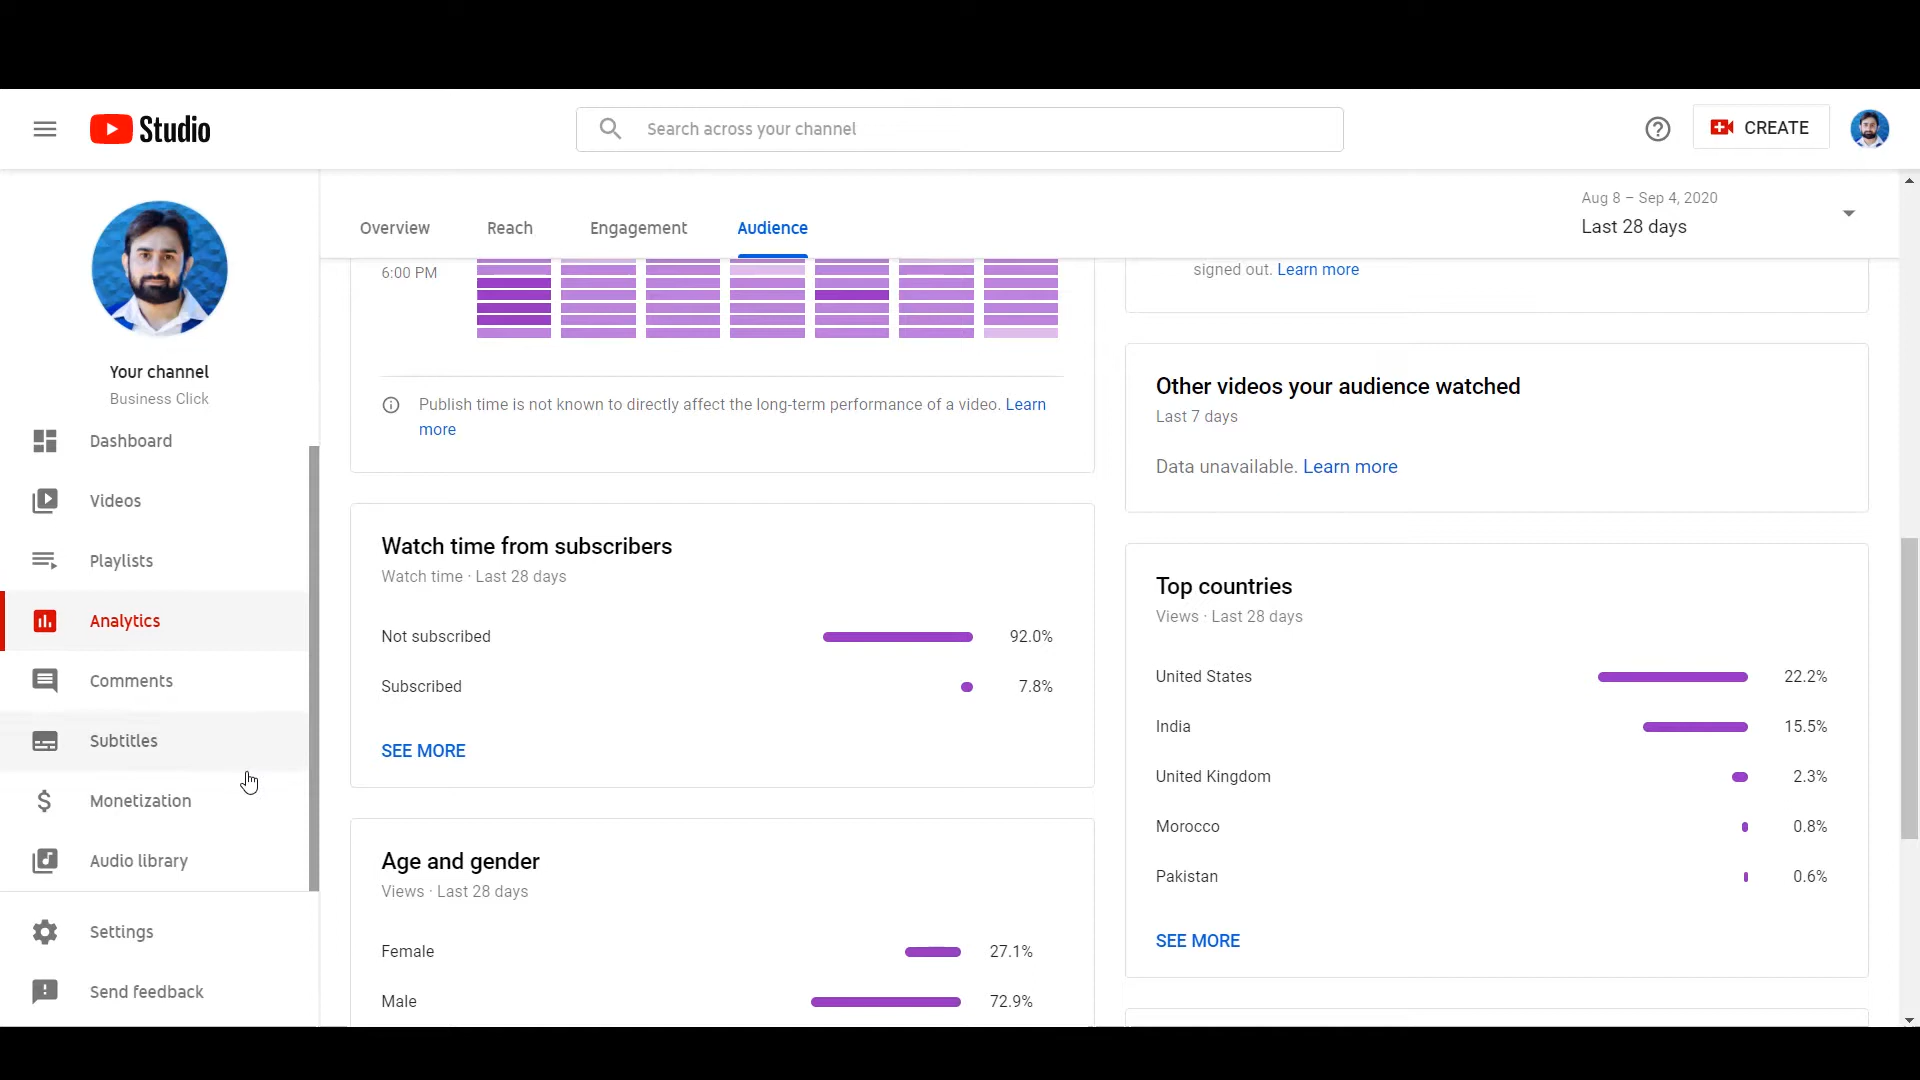 Studio
Search across your channel
CREATE
Your channel
Business Click
Dashboard
Videos
Playlists
Analytics
Comments
Subtitles
Monetization
Audio library
Settings
Send feedback
Overview
Reach
Engagement
Audience
Aug 8 – Sep 4, 2020
Last 28 days
6:00 PM
Publish time is not known to directly affect the long-term performance of a video. Learn
more
Watch time from subscribers
Watch time · Last 28 days
Not subscribed 92.0%
Subscribed 7.8%
SEE MORE
Age and gender
Views · Last 28 days
Female 27.1%
Male 72.9%
signed out. Learn more
Other videos your audience watched
Last 7 days
Data unavailable. Learn more
Top countries
Views · Last 28 days
United States 22.2%
India 15.5%
United Kingdom 2.3%
Morocco 0.8%
Pakistan 0.6%
SEE MORE